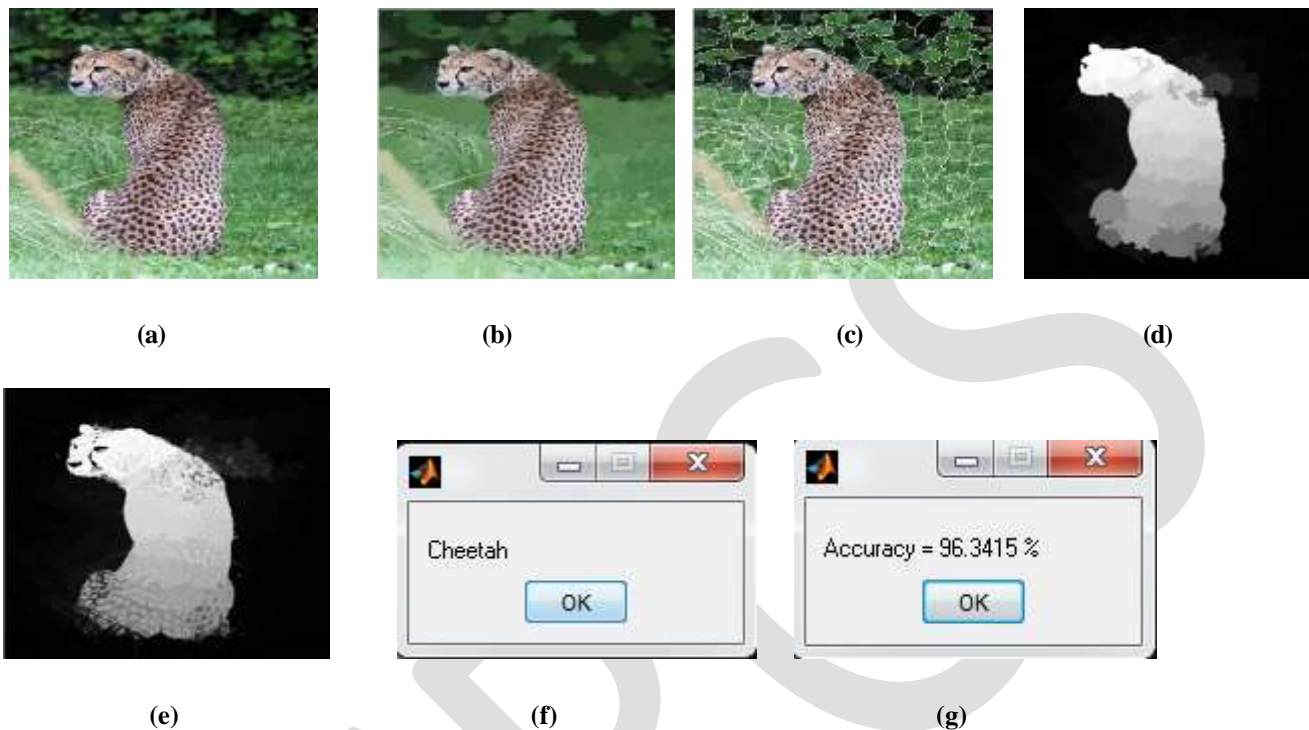 (a) (b) (c) (d)
Cheetah
OK
Accuracy = 96.3415 %
OK
(e) (f) (g)